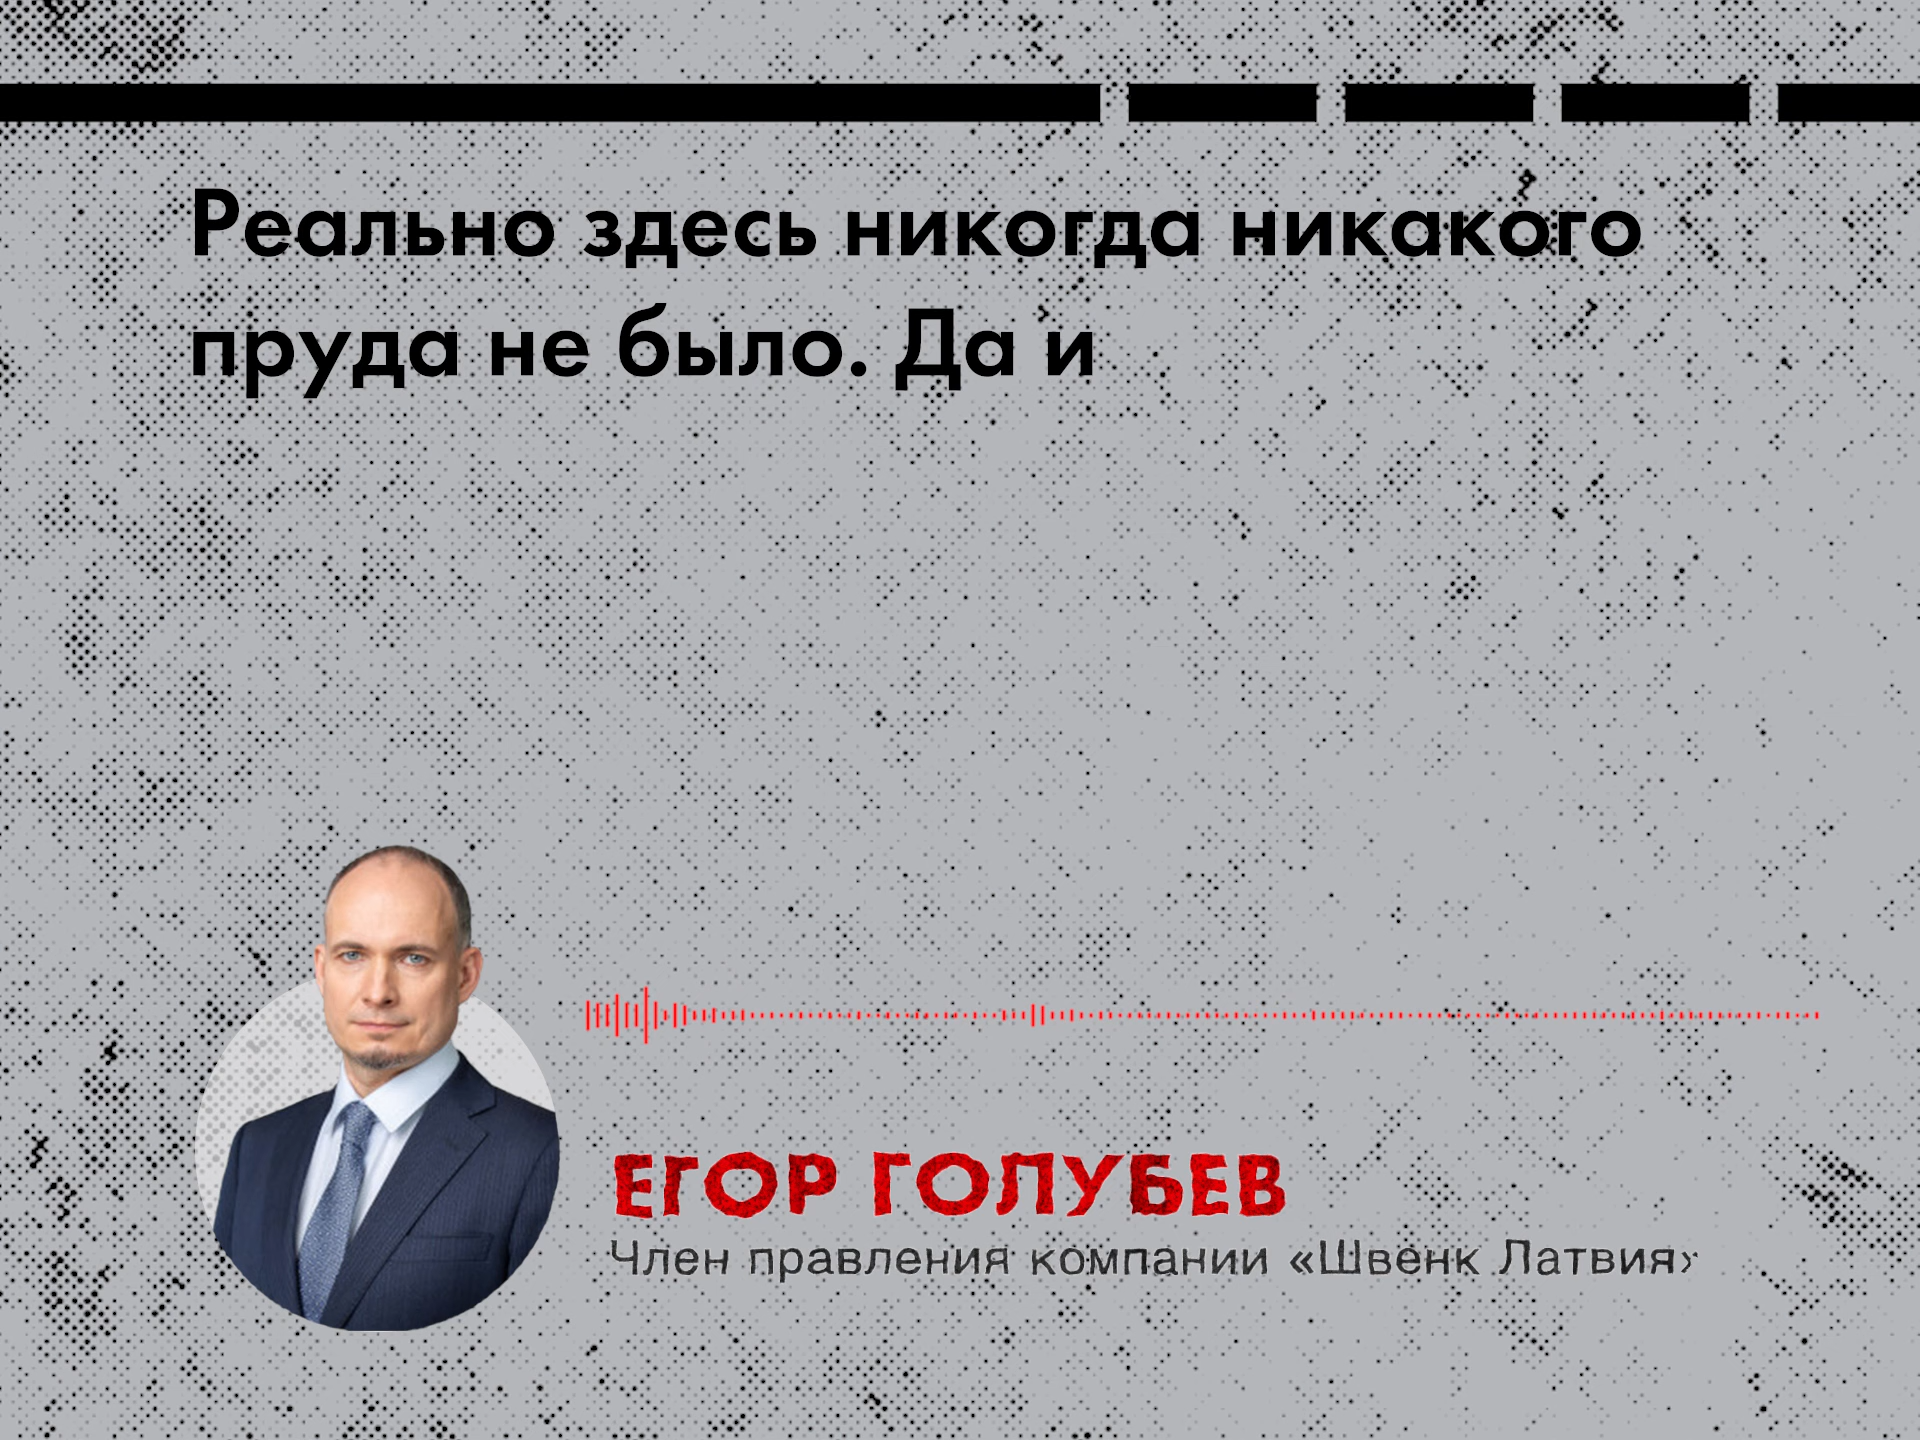 Реально здесь никогда никакого
пруда не было. Да и
ЕГОР ГОЛУБЕВ
Член правления компании «Швенк Латвия»